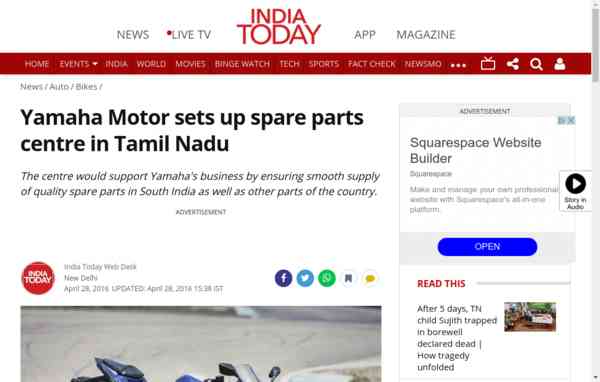 NEWS
LIVE TV
INDIA
TODAY
APP
MAGAZINE
HOME EVENTS INDIA WORLD MOVIES BINGE WATCH TECH SPORTS FACT CHECK NEWSMO
News / Auto / Bikes /
Yamaha Motor sets up spare parts
centre in Tamil Nadu
The centre would support Yamaha's business by ensuring smooth supply
of quality spare parts in South India as well as other parts of the country.
ADVERTISEMENT
INDIA
TODAY
India Today Web Desk
New Delhi
April 28, 2016 UPDATED: April 28, 2016 15:38 IST
ADVERTISEMENT
Squarespace Website
Builder
Squarespace
Make and manage your own professional
website with Squarespace's all-in-one
platform.
OPEN
Story in
Audio
READ THIS
After 5 days, TN
child Sujith trapped
in borewell
declared dead |
How tragedy
unfolded